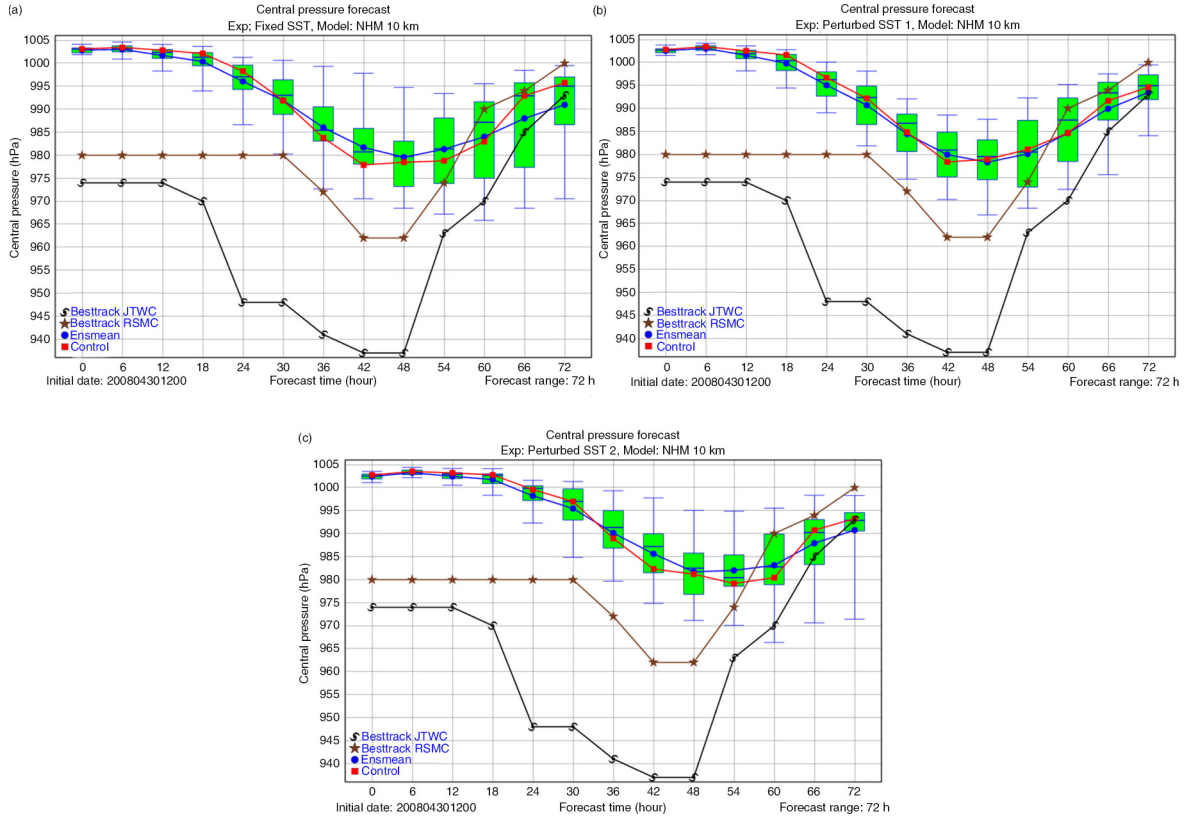 (a)
Central pressure forecast
Exp; Fixed SST, Model: NHM 10 km
Central pressure (hPa)
1005
1000
995
990
985
980
975
970
965
960
955
950
945
940
Besttrack JTWC
Besttrack RSMC
Ensmean
Control
0 6 12 18 24 30 36 42 48 54 60 66 72
Initial date: 200804301200 Forecast time (hour) Forecast range: 72 h
(b)
Central pressure forecast
Exp: Perturbed SST 1, Model: NHM 10 km
Central pressure (hPa)
1005
1000
995
990
985
980
975
970
965
960
955
950
945
940
Besttrack JTWC
Besttrack RSMC
Ensmean
Control
0 6 12 18 24 30 36 42 48 54 60 66 72
Initial date: 200804301200 Forecast time (hour) Forecast range: 72 h
(c)
Central pressure forecast
Exp: Perturbed SST 2, Model: NHM 10 km
Central pressure (hPa)
1005
1000
995
990
985
980
975
970
965
960
955
950
945
940
Besttrack JTWC
Besttrack RSMC
Ensmean
Control
0 6 12 18 24 30 36 42 48 54 60 66 72
Initial date: 200804301200 Forecast time (hour) Forecast range: 72 h